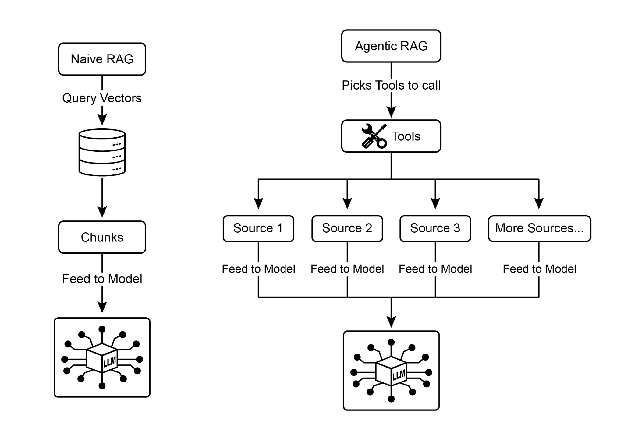 Naive RAG
Query Vectors
Chunks
Feed to Model
LLM
Agentic RAG
Picks Tools to call
Tools
Source 1
Source 2
Source 3
More Sources...
Feed to Model
Feed to Model
Feed to Model
Feed to Model
LLM